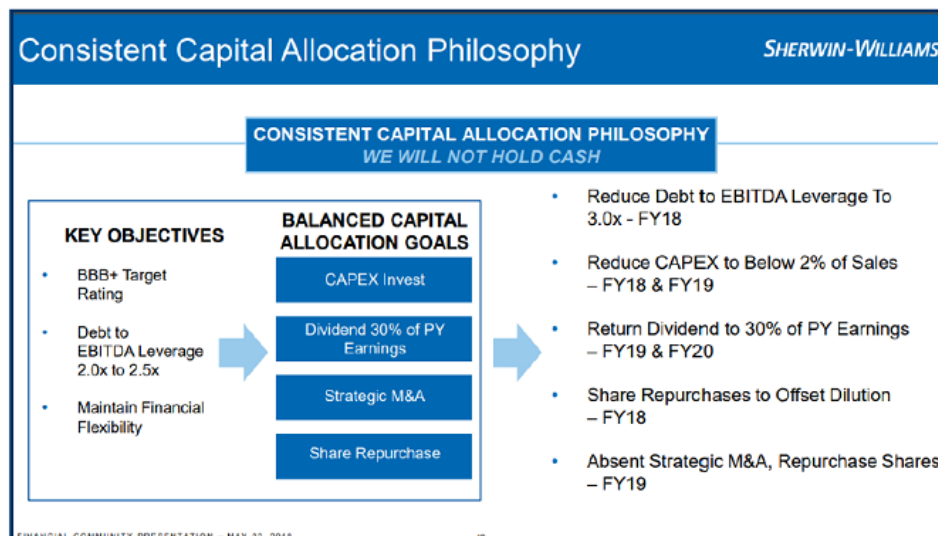 Consistent Capital Allocation Philosophy
SHERWIN-WILLIAMS
CONSISTENT CAPITAL ALLOCATION PHILOSOPHY
WE WILL NOT HOLD CASH
KEY OBJECTIVES
• BBB+ Target
Rating
• Debt to
EBITDA Leverage
2.0x to 2.5x
• Maintain Financial
Flexibility
BALANCED CAPITAL
ALLOCATION GOALS
CAPEX Invest
Dividend 30% of PY
Earnings
Strategic M&A
Share Repurchase
• Reduce Debt to EBITDA Leverage To
3.0x - FY18
• Reduce CAPEX to Below 2% of Sales
– FY18 & FY19
• Return Dividend to 30% of PY Earnings
– FY19 & FY20
• Share Repurchases to Offset Dilution
– FY18
• Absent Strategic M&A, Repurchase Shares
– FY19
FINANCIAL COMMUNITY PRESENTATION - MAY